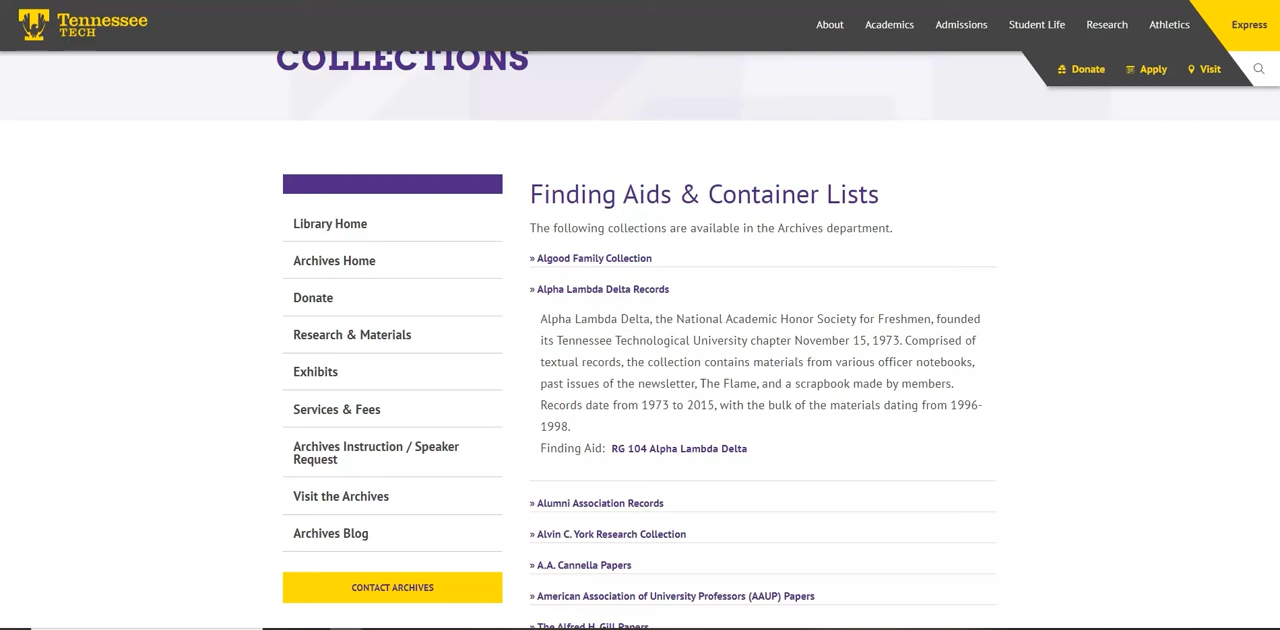 Tennessee
TECH
About Academics Admissions Student Life Research Athletics Express
Donate Apply Visit
COLLECTIONS
Library Home
Archives Home
Donate
Research & Materials
Exhibits
Services & Fees
Archives Instruction / Speaker
Request
Visit the Archives
Archives Blog
CONTACT ARCHIVES
Finding Aids & Container Lists
The following collections are available in the Archives department.
» Algood Family Collection
» Alpha Lambda Delta Records
Alpha Lambda Delta, the National Academic Honor Society for Freshmen, founded
its Tennessee Technological University chapter November 15, 1973. Comprised of
textual records, the collection contains materials from various officer notebooks,
past issues of the newsletter, The Flame, and a scrapbook made by members.
Records date from 1973 to 2015, with the bulk of the materials dating from 1996-
1998.
Finding Aid: RG 104 Alpha Lambda Delta
» Alumni Association Records
» Alvin C. York Research Collection
» A.A. Cannella Papers
» American Association of University Professors (AAUP) Papers
» The Alfred H. Gill Papers